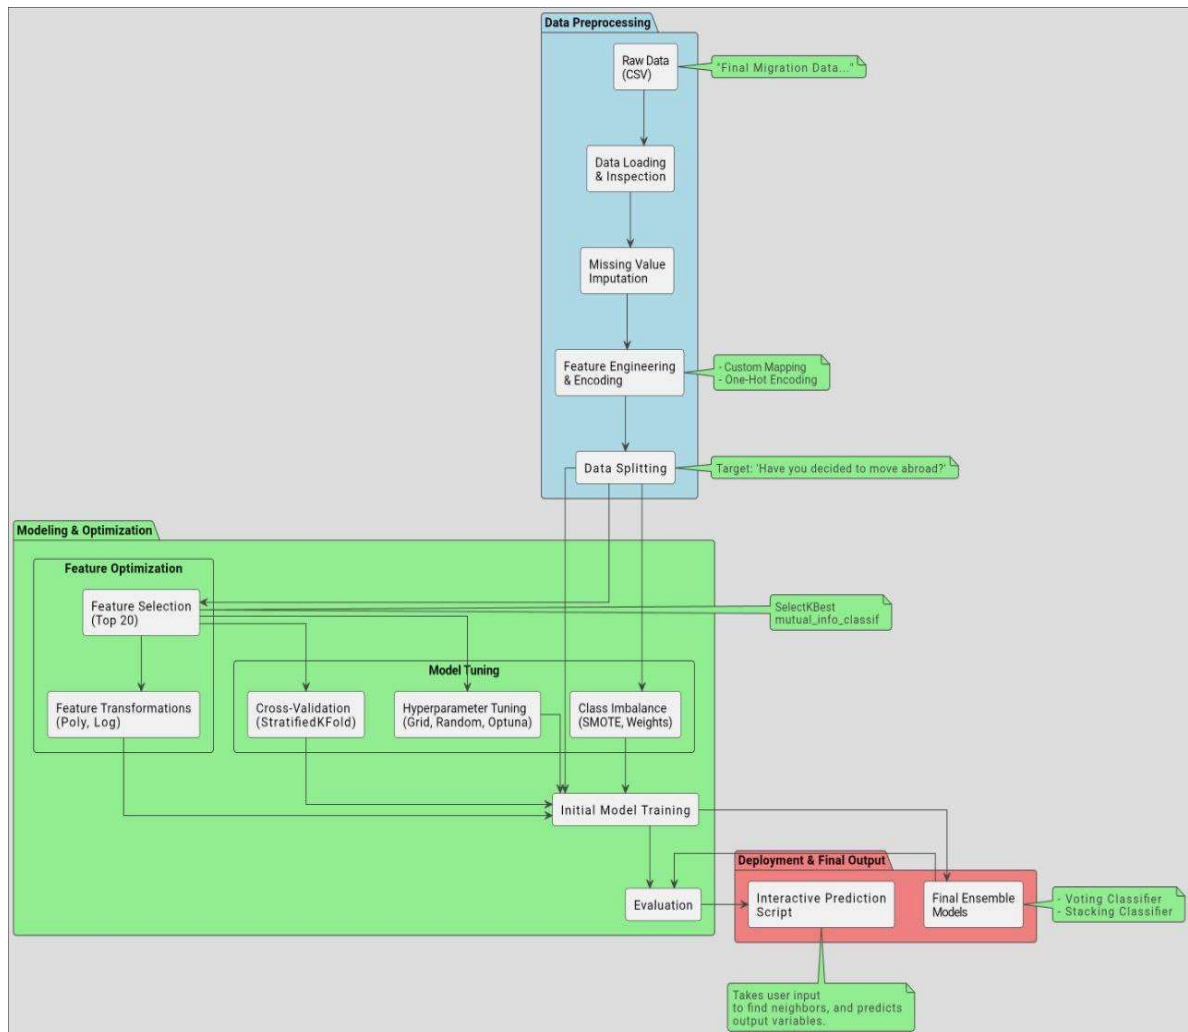 Data Preprocessing
Raw Data
(CSV)
"Final Migration Data..."
Data Loading
& Inspection
Missing Value
Imputation
Feature Engineering
& Encoding
- Custom Mapping
- One-Hot Encoding
Data Splitting
Target: 'Have you decided to move abroad?'
Modeling & Optimization
Feature Optimization
Feature Selection
(Top 20)
SelectKBest
mutual_info_classif
Model Tuning
Feature Transformations
(Poly, Log)
Cross-Validation
(StratifiedKFold)
Hyperparameter Tuning
(Grid, Random, Optuna)
Class Imbalance
(SMOTE, Weights)
Initial Model Training
Deployment & Final Output
Evaluation
Interactive Prediction
Script
Final Ensemble
Models
- Voting Classifier
- Stacking Classifier
Takes user input
to find neighbors, and predicts
output variables.